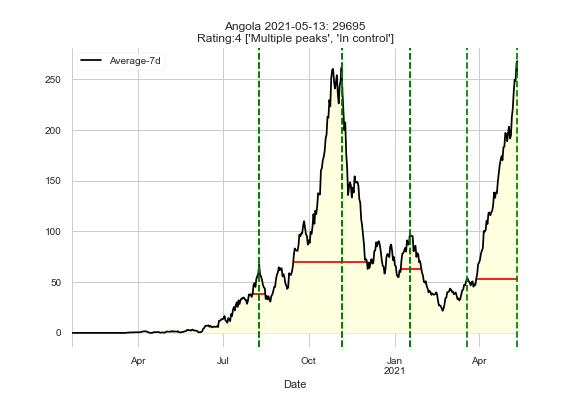 Angola 2021-05-13: 29695
Rating:4 ['Multiple peaks', 'In control']
Average-7d
250
200
150
100
50
0
Apr
Jul
Oct
Jan
2021
Apr
Date